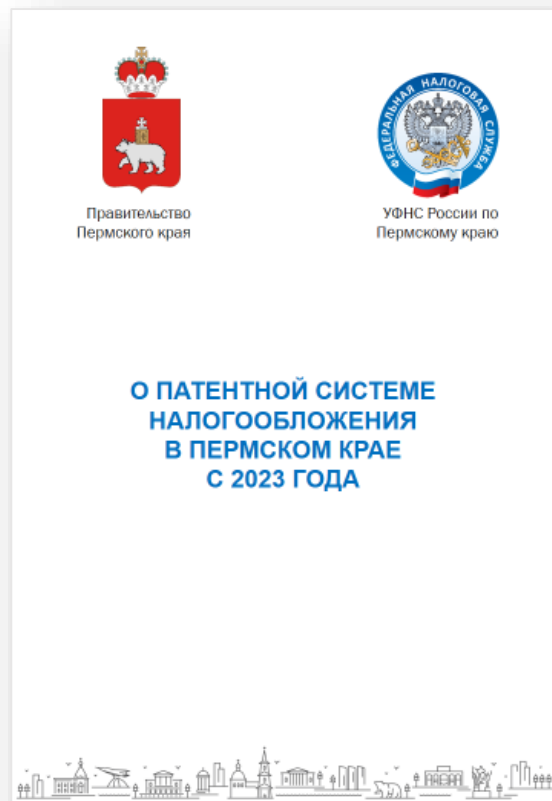 ФЕДЕРАЛЬНАЯ НАЛОГОВАЯ СЛУЖБА
Правительство
Пермского края
УФНС России по
Пермскому краю
О ПАТЕНТНОЙ СИСТЕМЕ
НАЛОГООБЛОЖЕНИЯ
В ПЕРМСКОМ КРАЕ
С 2023 ГОДА